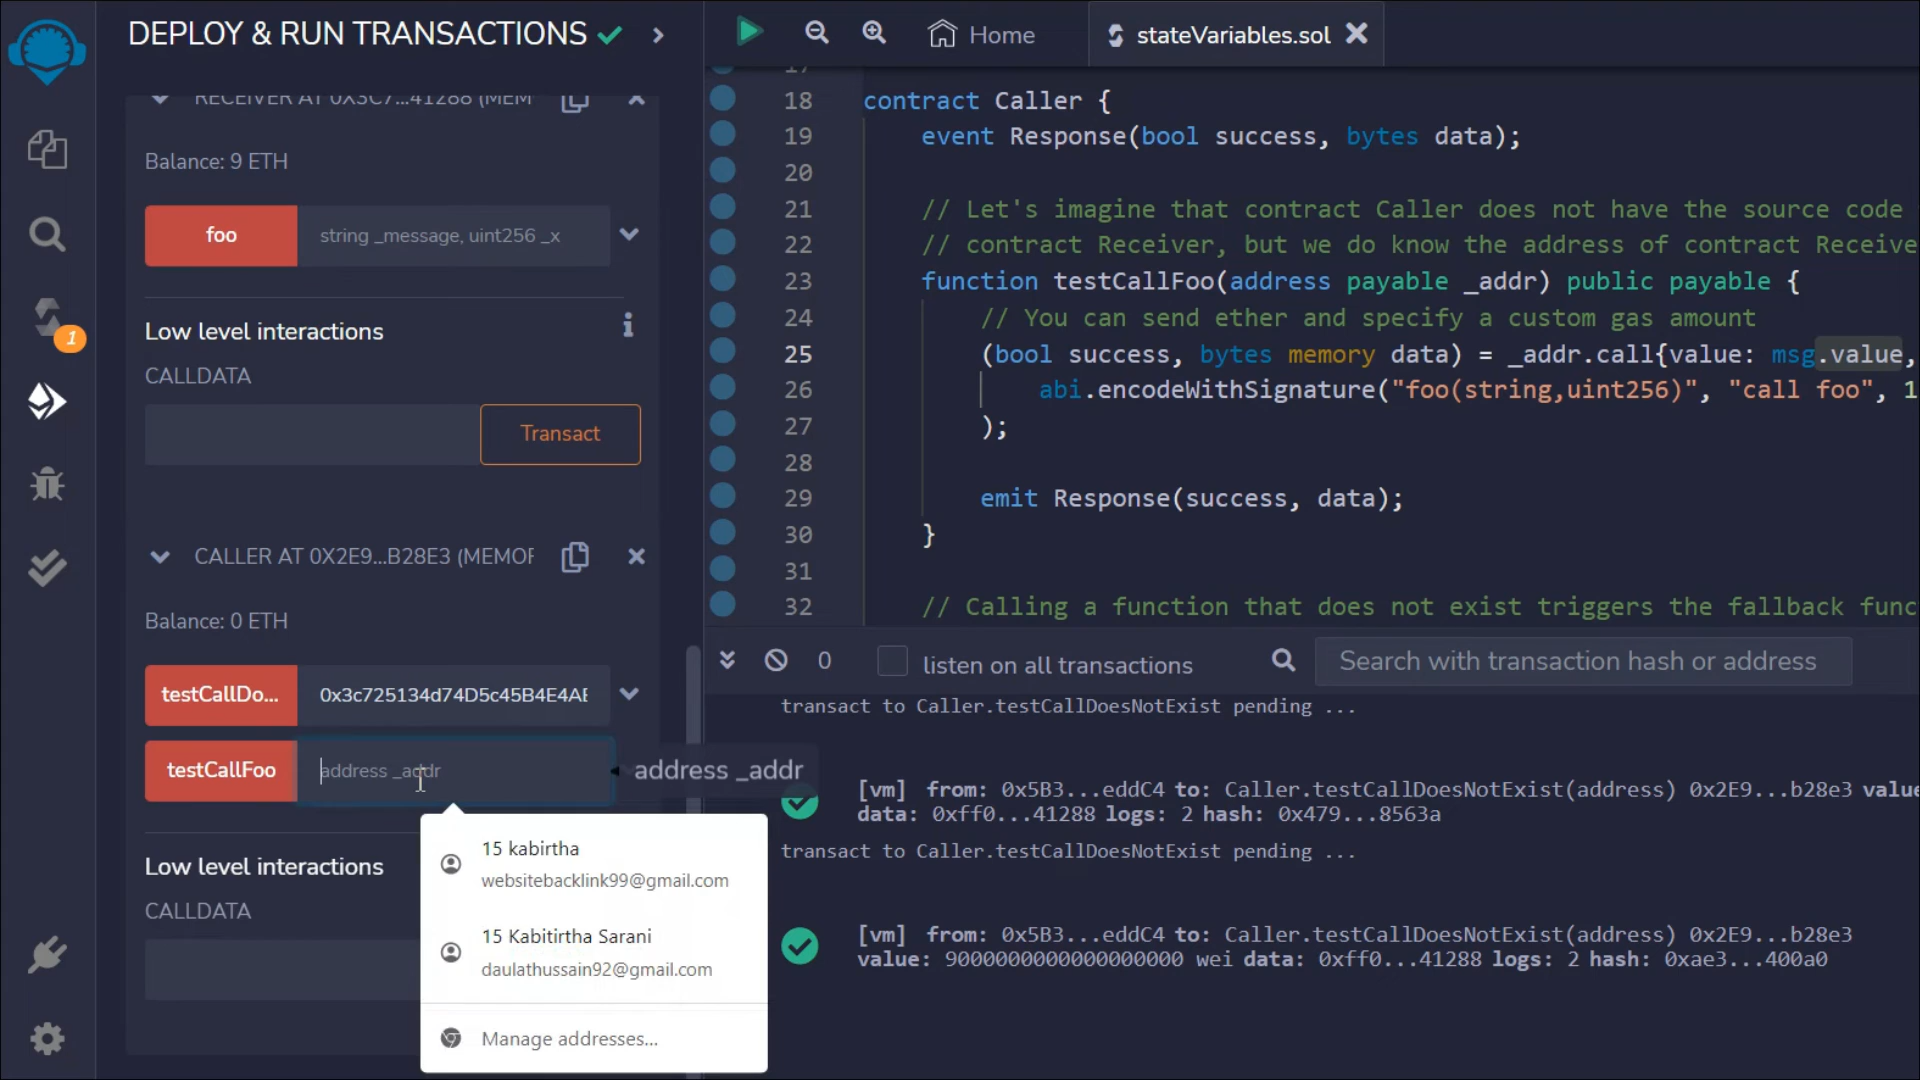 DEPLOY & RUN TRANSACTIONS
RECEIVER AT 0X3C7...41288 (MEM
Balance: 9 ETH
foo
string _message, uint256 _x
Low level interactions
CALLDATA
Transact
CALLER AT 0X2E9...B28E3 (MEMOR
Balance: 0 ETH
testCallDo...
0x3c725134d74D5c45B4E4AE
testCallFoo
address _addr
address _addr
15 kabirtha
websitebacklink99@gmail.com
15 Kabitirtha Sarani
daulathussain92@gmail.com
Manage addresses...
Low level interactions
CALLDATA
1
Home
stateVariables.sol
17
18 contract Caller {
19 event Response(bool success, bytes data);
20
21 // Let's imagine that contract Caller does not have the source code
22 // contract Receiver, but we do know the address of contract Receive
23 function testCallFoo(address payable _addr) public payable {
24 // You can send ether and specify a custom gas amount
25 (bool success, bytes memory data) = _addr.call{value: msg.value,
26 abi.encodeWithSignature("foo(string,uint256)", "call foo", 1
27 );
28
29 emit Response(success, data);
30 }
31
32 // Calling a function that does not exist triggers the fallback func
0
listen on all transactions
Search with transaction hash or address
transact to Caller.testCallDoesNotExist pending ...
[vm] from: 0x5B3...eddC4 to: Caller.testCallDoesNotExist(address) 0x2E9...b28e3 value
data: 0xff0...41288 logs: 2 hash: 0x479...8563a
transact to Caller.testCallDoesNotExist pending ...
[vm] from: 0x5B3...eddC4 to: Caller.testCallDoesNotExist(address) 0x2E9...b28e3
value: 9000000000000000000 wei data: 0xff0...41288 logs: 2 hash: 0xae3...400a0